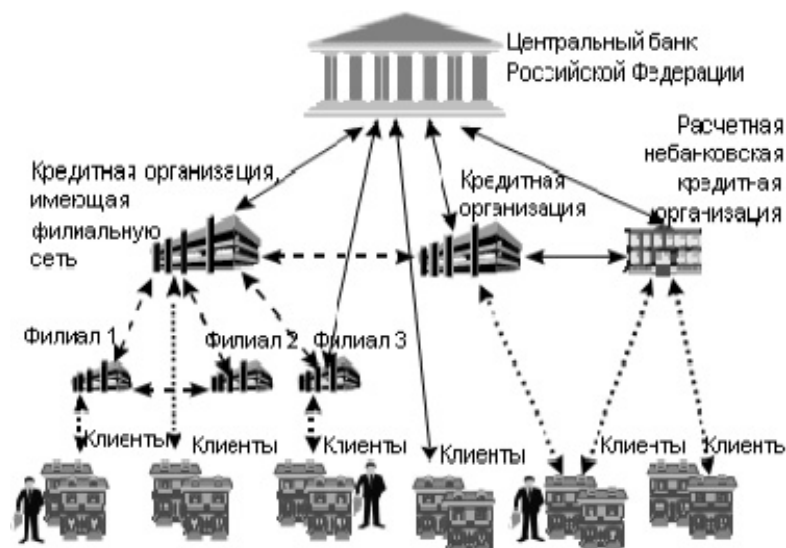 Центральный банк
Российской Федерации
Расчетная
небанковская
кредитная
организация
Кредитная организация,
имеющая
филиальную
сеть
Кредитная
организация
Филиал 1
Филиал 2
Филиал 3
Клиенты
Клиенты
Клиенты
Клиенты
Клиенты
Клиенть